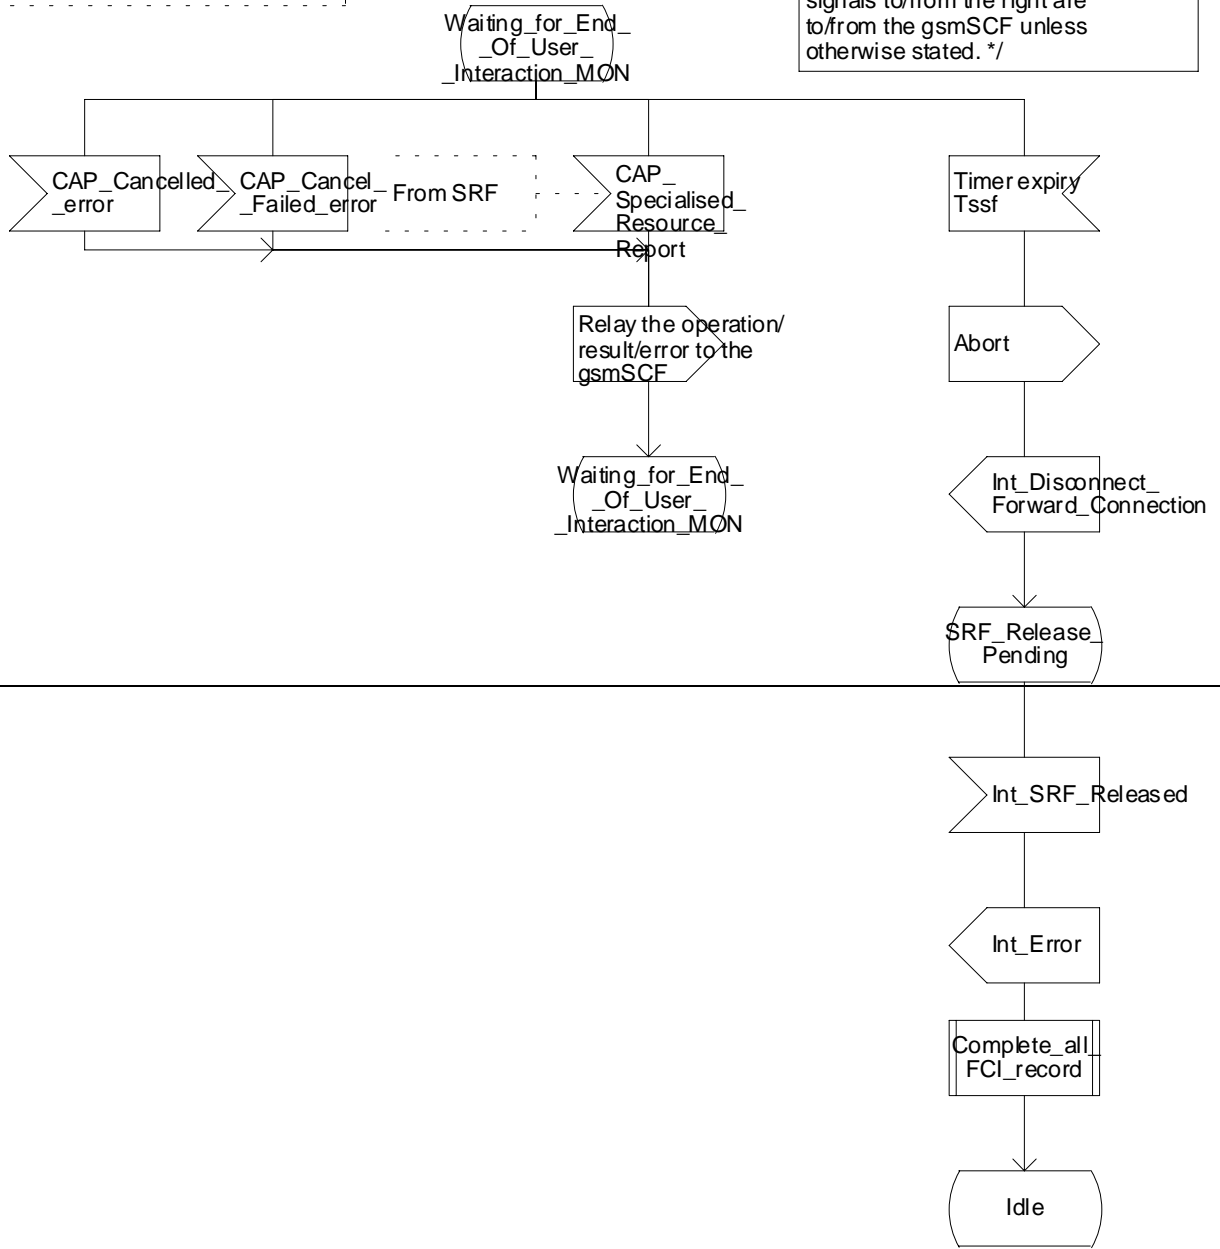 signals to/from the right are
to/from the gsmSCF unless
otherwise stated. */
Waiting_for_End_
_Of_User_
_Interaction_MON
CAP_Cancelled_
_error
CAP_Cancel_
_Failed_error
From SRF
CAP_
Specialised_
Resource_
Report
Timer expiry
Tssf
Relay the operation/
result/error to the
gsmSCF
Abort
Waiting_for_End_
_Of_User_
_Interaction_MON
Int_Disconnect_
Forward_Connection
SRF_Release_
Pending
Int_SRF_Released
Int_Error
Complete_all_
FCI_record
Idle